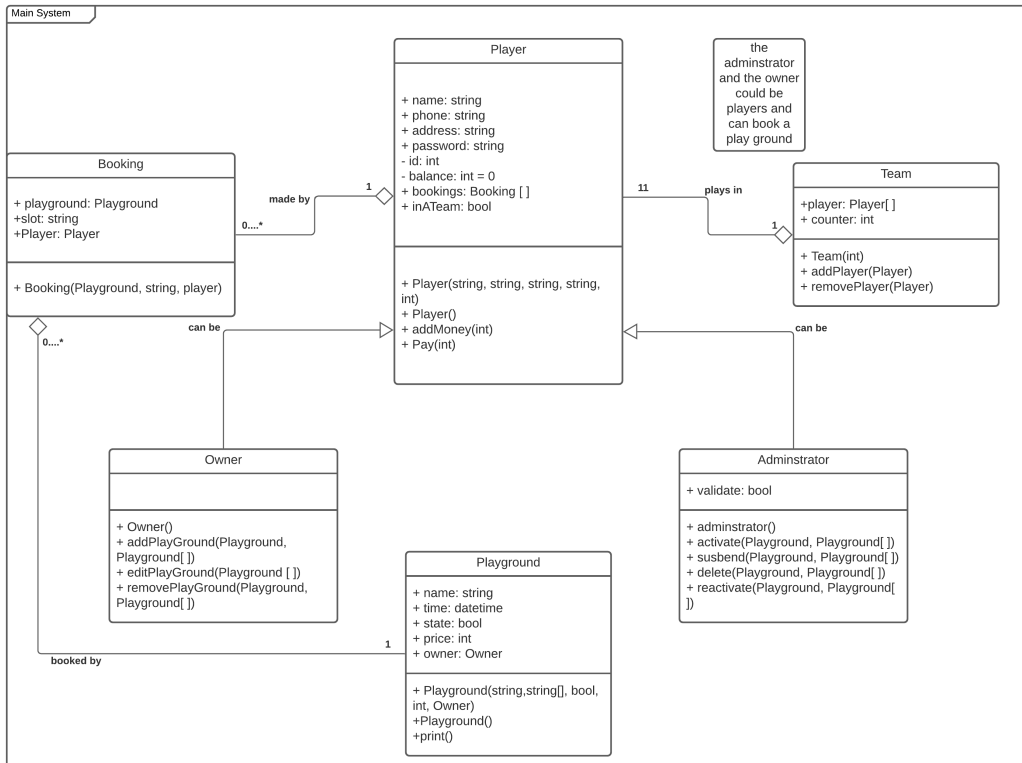 Main System
Player
+ name: string
+ phone: string
+ address: string
+ password: string
- id: int
- balance: int = 0
+ bookings: Booking [ ]
+ inATeam: bool
+ Player(string, string, string, string,
int)
+ Player()
+ addMoney(int)
+ Pay(int)
the
adminstrator
and the owner
could be
players and
can book a
play ground
Booking
+ playground: Playground
+slot: string
+Player: Player
+ Booking(Playground, string, player)
made by
1
0....*
11
plays in
1
Team
+player: Player[ ]
+ counter: int
+ Team(int)
+ addPlayer(Player)
+ removePlayer(Player)
can be
can be
0....*
Owner
+ Owner()
+ addPlayGround(Playground,
Playground[ ])
+ editPlayGround(Playground [ ])
+ removePlayGround(Playground,
Playground[ ])
Adminstrator
+ validate: bool
+ adminstrator()
+ activate(Playground, Playground[ ])
+ susbend(Playground, Playground[ ])
+ delete(Playground, Playground[ ])
+ reactivate(Playground, Playground[
])
Playground
+ name: string
+ time: datetime
+ state: bool
+ price: int
+ owner: Owner
+ Playground(string,string[], bool,
int, Owner)
+Playground()
+print()
1
booked by